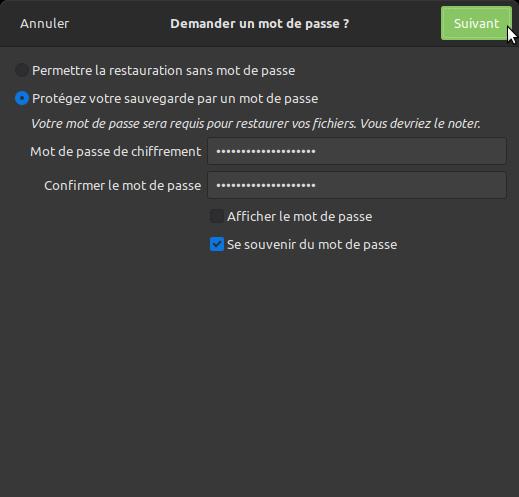 Annuler Demander un mot de passe ? Suivant
Permettre la restauration sans mot de passe
Protégez votre sauvegarde par un mot de passe
Votre mot de passe sera requis pour restaurer vos fichiers. Vous devriez le noter.
Mot de passe de chiffrement ••••••••••••••••••••
Confirmer le mot de passe ••••••••••••••••••••
Afficher le mot de passe
Se souvenir du mot de passe